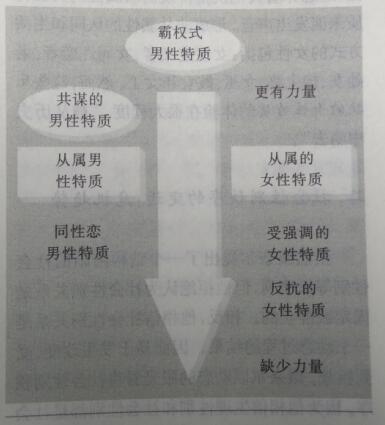 霸权式
男性特质
共谋的
男性特质
更有力量
从属男
性特质
从属的
女性特质
同性恋
男性特质
受强调的
女性特质
反抗的
女性特质
缺少力量